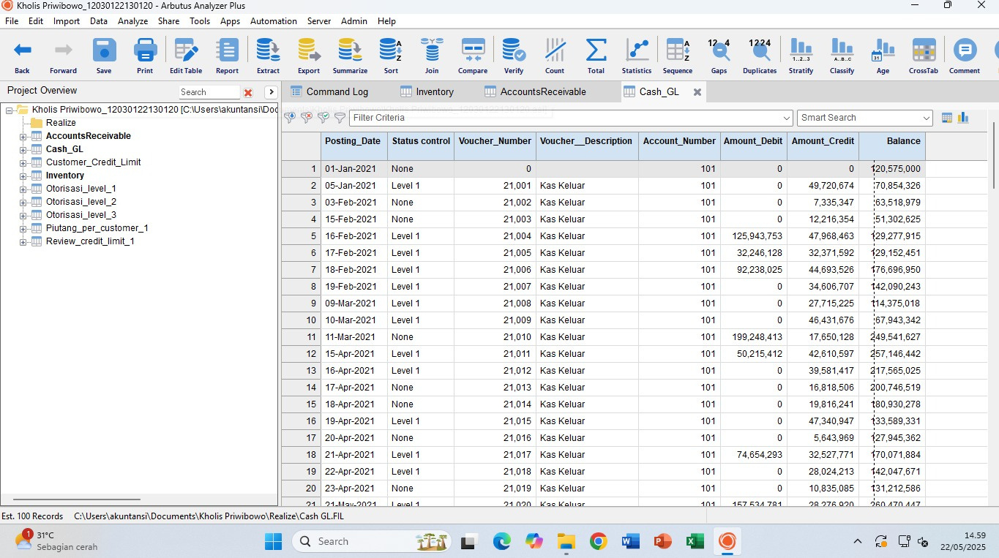 Kholis Priwibowo_12030122130120 - Arbutus Analyzer Plus
File Edit Import Data Analyze Share Tools Apps Automation Server Admin Help
12 4 1224
1..2..3 A..B..C 31
Back Forward Save Print Edit Table Report Extract Export Summarize Sort Join Compare Verify Count Total Statistics Sequence Gaps Duplicates Stratify Classify Age CrossTab Comment
Project Overview Search
Command Log Inventory AccountsReceivable Cash_GL
Kholis Priwibowo_12030122130120 [C:\Users\akuntansi\Doc
Realize
AccountsReceivable
Cash_GL
Customer_Credit_Limit
Inventory
Otorisasi_level_1
Otorisasi_level_2
Otorisasi_level_3
Piutang_per_customer_1
Review_credit_limit_1
Filter Criteria Smart Search
Posting_Date Status control Voucher_Number Voucher__Description Account_Number Amount_Debit Amount_Credit Balance
1 01-Jan-2021 None 0 101 0 0 120,575,000
2 05-Jan-2021 Level 1 21,001 Kas Keluar 101 0 49,720,674 70,854,326
3 03-Feb-2021 None 21,002 Kas Keluar 101 0 7,335,347 63,518,979
4 15-Feb-2021 None 21,003 Kas Keluar 101 0 12,216,354 51,302,625
5 16-Feb-2021 Level 1 21,004 Kas Keluar 101 125,943,753 47,968,463 129,277,915
6 17-Feb-2021 Level 1 21,005 Kas Keluar 101 32,246,128 32,371,592 129,152,451
7 18-Feb-2021 Level 1 21,006 Kas Keluar 101 92,238,025 44,693,526 176,696,950
8 19-Feb-2021 Level 1 21,007 Kas Keluar 101 0 34,606,707 142,090,243
9 09-Mar-2021 Level 1 21,008 Kas Keluar 101 0 27,715,225 114,375,018
10 10-Mar-2021 Level 1 21,009 Kas Keluar 101 0 46,431,676 67,943,342
11 11-Mar-2021 None 21,010 Kas Keluar 101 199,248,413 17,650,128 249,541,627
12 15-Apr-2021 Level 1 21,011 Kas Keluar 101 50,215,412 42,610,597 257,146,442
13 16-Apr-2021 Level 1 21,012 Kas Keluar 101 0 39,581,417 217,565,025
14 17-Apr-2021 None 21,013 Kas Keluar 101 0 16,818,506 200,746,519
15 18-Apr-2021 None 21,014 Kas Keluar 101 0 19,816,241 180,930,278
16 19-Apr-2021 Level 1 21,015 Kas Keluar 101 0 47,340,947 133,589,331
17 20-Apr-2021 None 21,016 Kas Keluar 101 0 5,643,969 127,945,362
18 21-Apr-2021 Level 1 21,017 Kas Keluar 101 74,654,293 32,527,771 170,071,884
19 22-Apr-2021 Level 1 21,018 Kas Keluar 101 0 28,024,213 142,047,671
20 23-Apr-2021 None 21,019 Kas Keluar 101 0 10,835,085 131,212,586
21 21-May-2021 Level 1 21,020 Kas Keluar 101 157,534,781 28,276,920 260,470,447
Est. 100 Records C:\Users\akuntansi\Documents\Kholis Priwibowo\Realize\Cash GL.FIL
1
31°C
Sebagian cerah
Search
14.59
22/05/2025